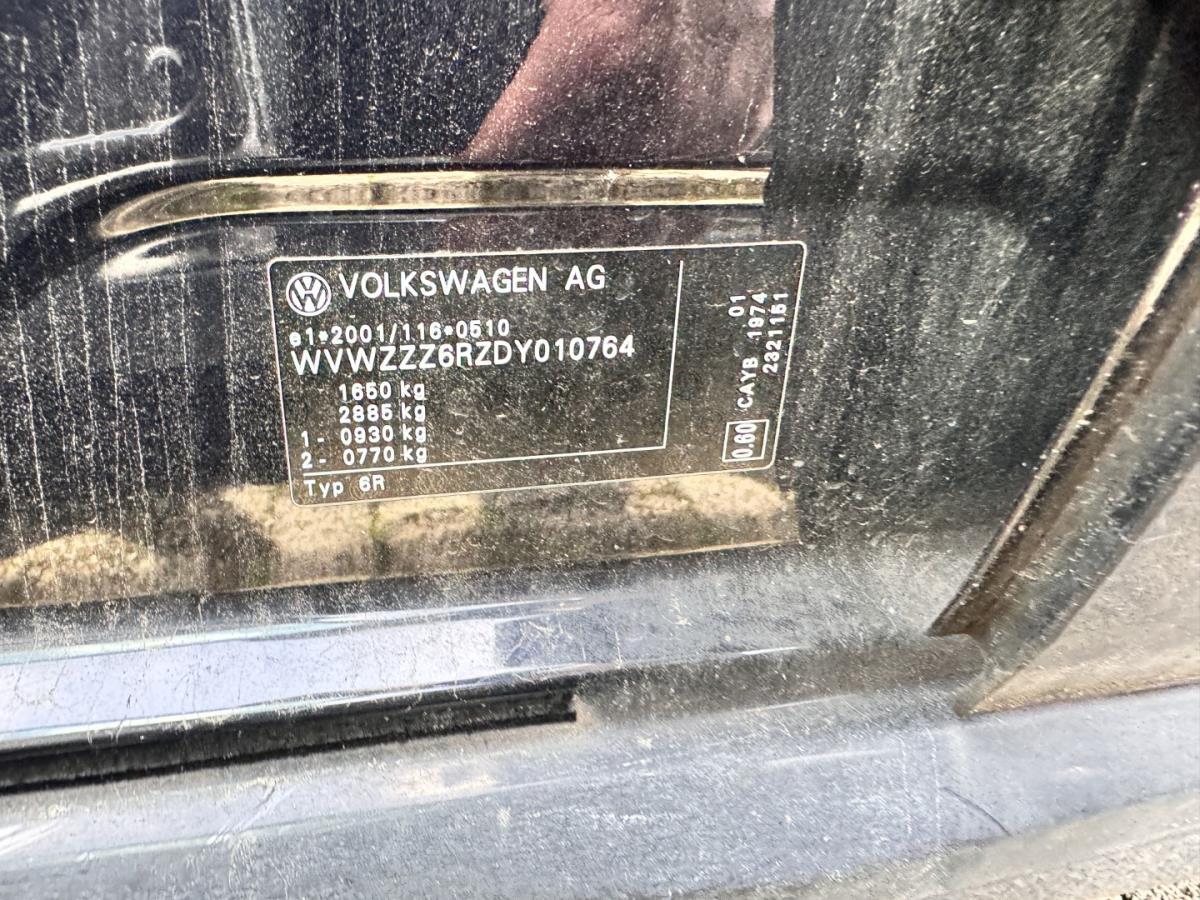 VOLKSWAGEN AG
e1*2001/116*0510
WVWZZZ6RZDY010764
1650 kg
2885 kg
1- 0930 kg
2- 0770 kg
Typ 6R
01
CAYB 1974
2321151
0.60